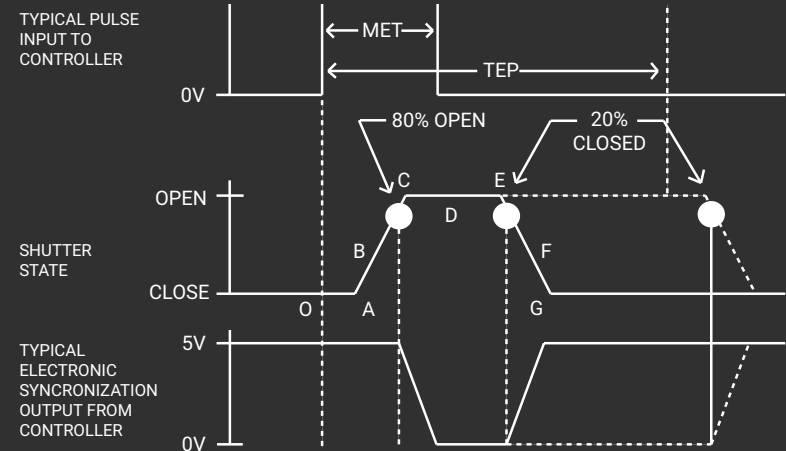 TYPICAL PULSE
INPUT TO
CONTROLLER
MET
TEP
0V
80% OPEN
20%
CLOSED
C
E
OPEN
D
B
F
SHUTTER
STATE
CLOSE
O
A
G
5V
TYPICAL
ELECTRONIC
SYNCRONIZATION
OUTPUT FROM
CONTROLLER
0V